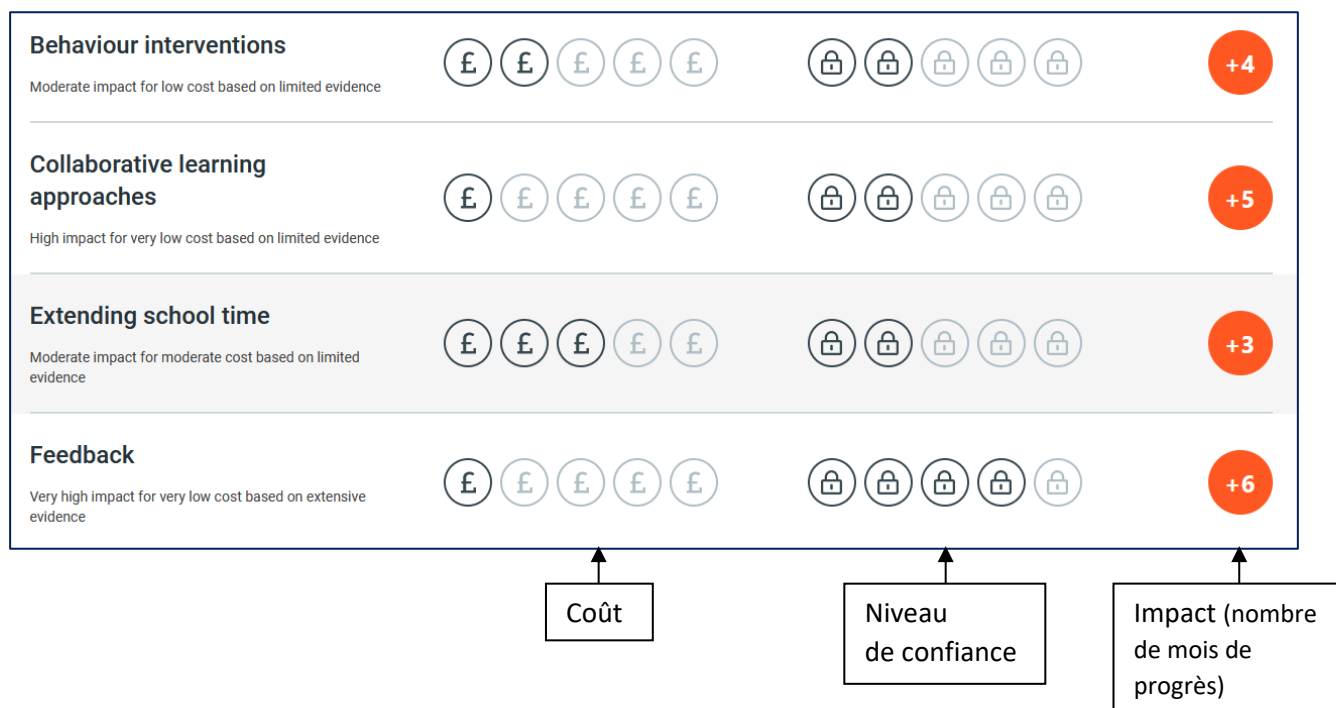 Behaviour interventions
Moderate impact for low cost based on limited evidence
£ £ £ £ £
+4
Collaborative learning
approaches
High impact for very low cost based on limited evidence
£ £ £ £ £
+5
Extending school time
Moderate impact for moderate cost based on limited
evidence
£ £ £ £ £
+3
Feedback
Very high impact for very low cost based on extensive
evidence
£ £ £ £ £
+6
Coût
Niveau
de confiance
Impact (nombre
de mois de
progrès)